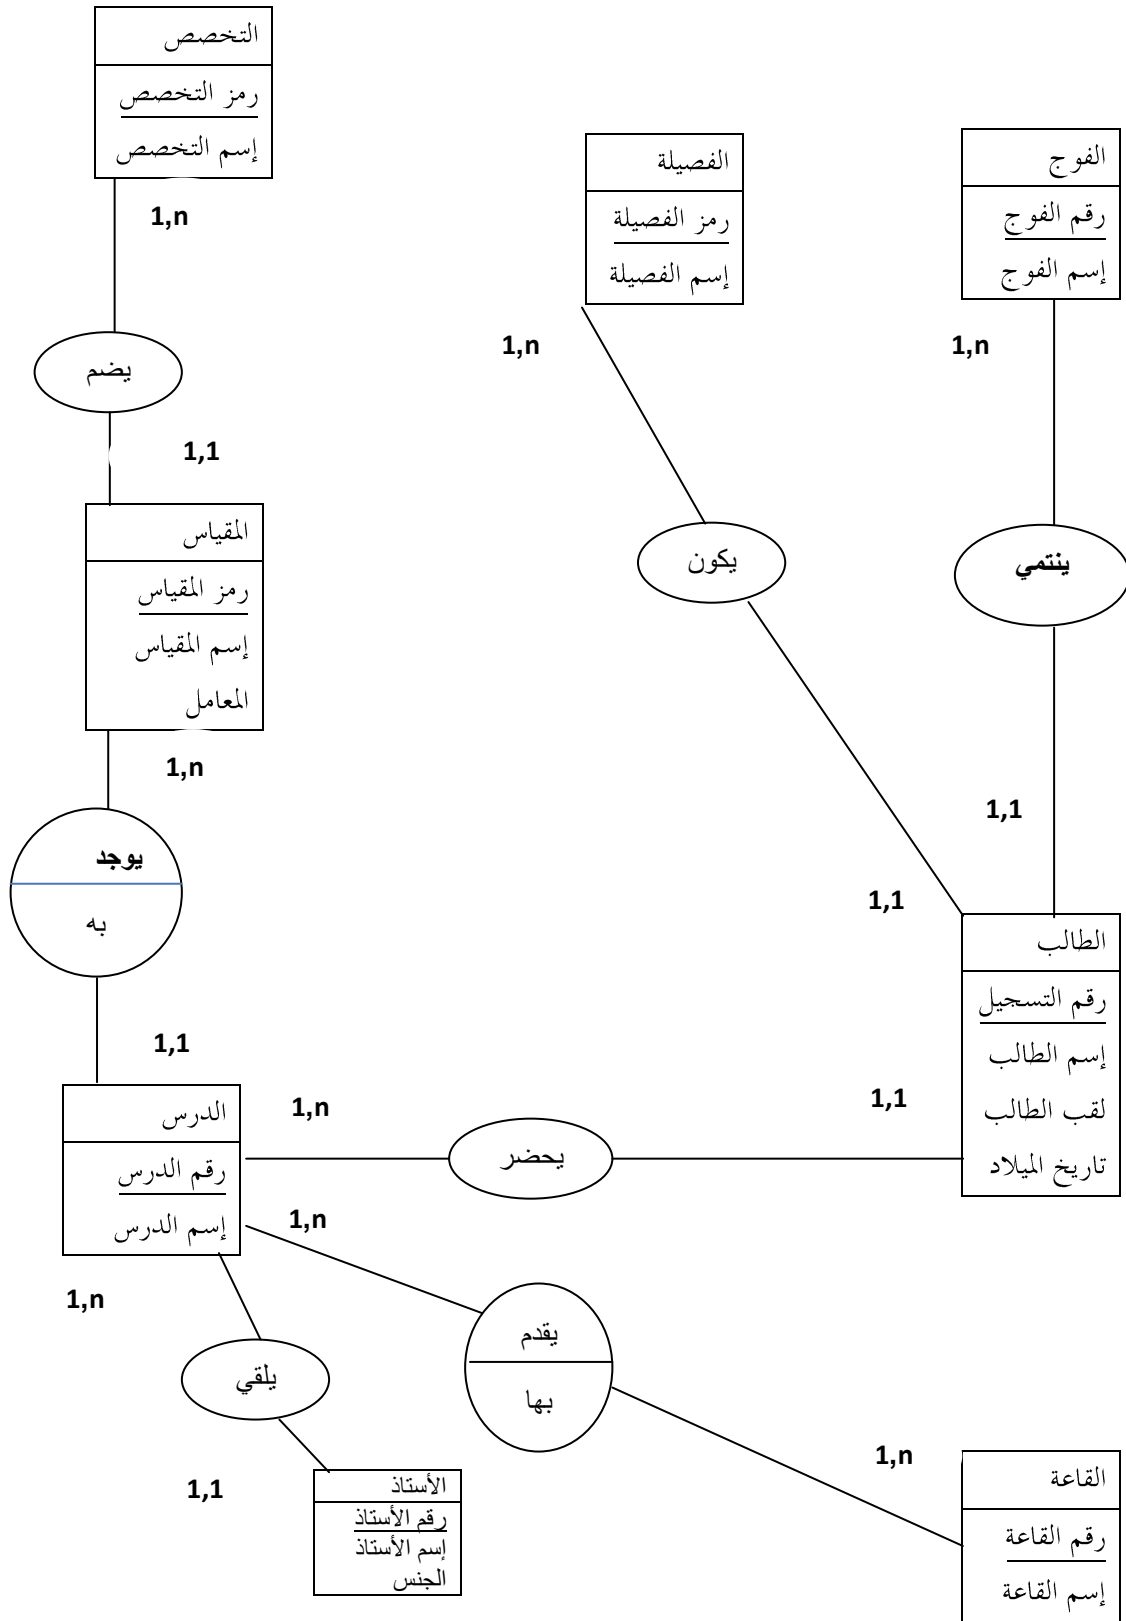 التخصص
رمز التخصص
إسم التخصص
1,n
يضم
1,1
المقياس
رمز المقياس
إسم المقياس
المعامل
1,n
يوجد
به
1,1
الفصيلة
رمز الفصيلة
إسم الفصيلة
1,n
يكون
1,1
الفوج
رقم الفوج
إسم الفوج
1,n
ينتمي
1,1
الطالب
رقم التسجيل
إسم الطالب
لقب الطالب
تاريخ الميلاد
1,1
يحضر
1,n
الدرس
رقم الدرس
إسم الدرس
1,n
يلقي
1,1
الأستاذ
رقم الأستاذ
إسم الأستاذ
الجنس
1,n
يقدم
بها
1,n
القاعة
رقم القاعة
إسم القاعة